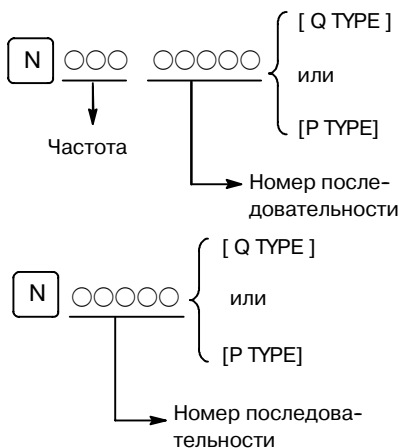 [ Q TYPE ]
N ○○○ ○○○○○ или
[P TYPE]
Частота
Номер после-
довательности
[ Q TYPE ]
N ○○○○○ или
[P TYPE]
Номер последова-
тельности